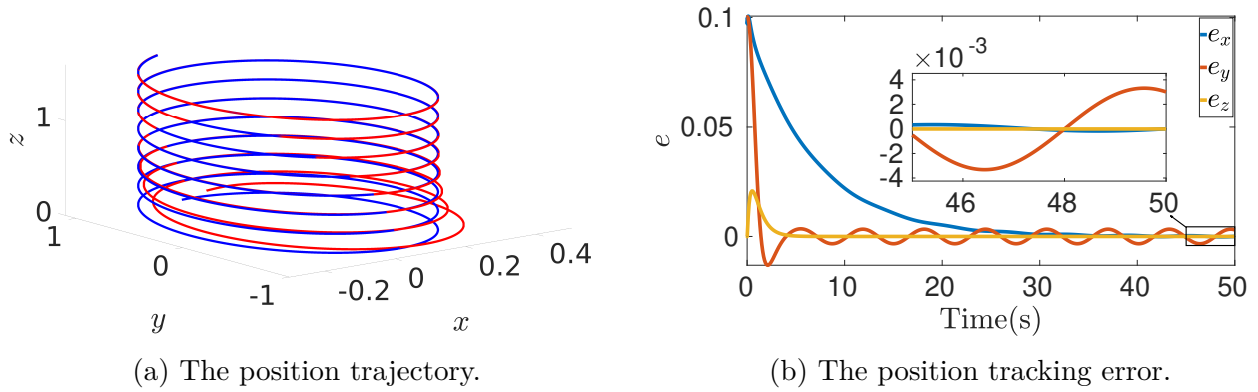 z
1
0
1
0
-1
y
-0.2
0
0.2
0.4
x
(a) The position trajectory.
0.1
0.05
0
e
×10⁻³
4
2
0
-2
-4
46
48
50
e_x
e_y
e_z
0
10
20
30
40
50
Time(s)
(b) The position tracking error.